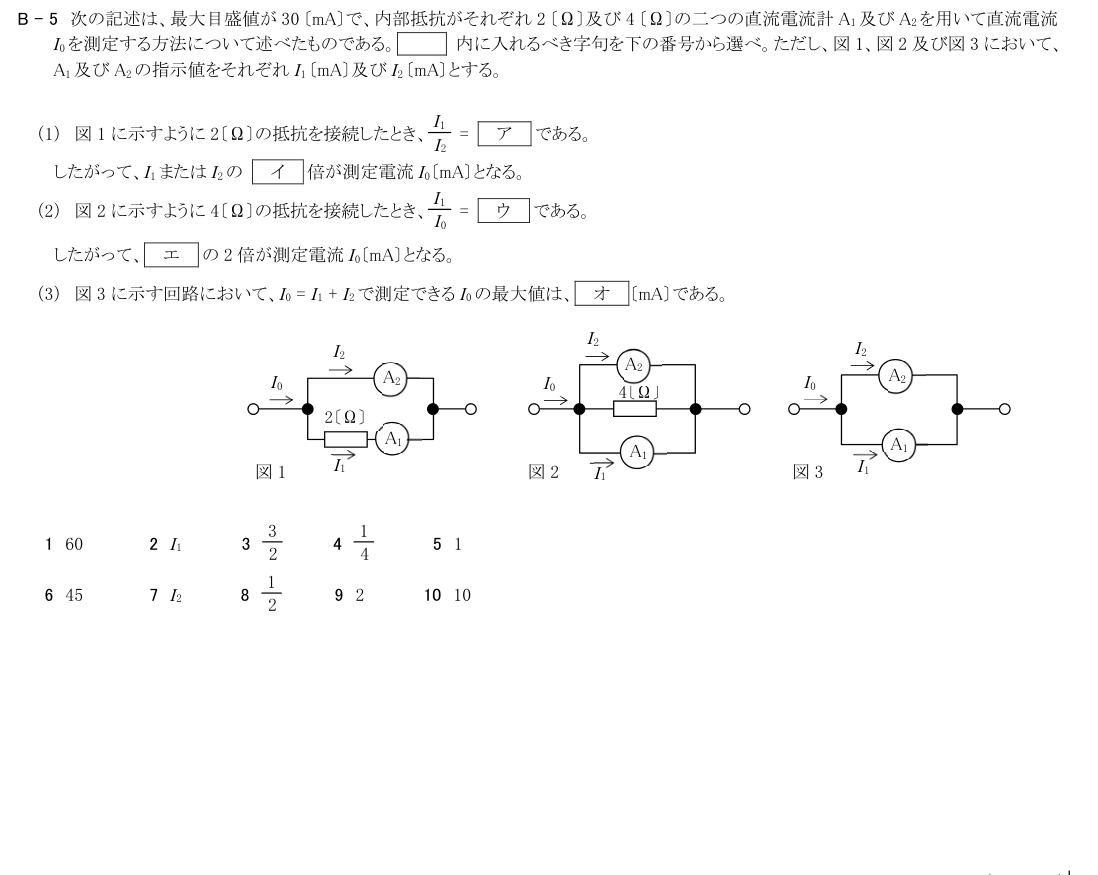 B－5 次の記述は、最大目盛値が 30〔mA〕で、内部抵抗がそれぞれ 2〔Ω〕及び 4〔Ω〕の二つの直流電流計 A₁ 及び A₂ を用いて直流電流
I₀を測定する方法について述べたものである。 内に入れるべき字句を下の番号から選べ。ただし、図 1、図 2 及び図 3 において、
A₁ 及び A₂ の指示値をそれぞれ I₁〔mA〕及び I₂〔mA〕とする。
(1) 図 1 に示すように 2〔Ω〕の抵抗を接続したとき、I₁/I₂ = ア である。
したがって、I₁ または I₂ の イ 倍が測定電流 I₀〔mA〕となる。
(2) 図 2 に示すように 4〔Ω〕の抵抗を接続したとき、I₁/I₀ = ウ である。
したがって、 エ の 2 倍が測定電流 I₀〔mA〕となる。
(3) 図 3 に示す回路において、I₀ = I₁ + I₂ で測定できる I₀ の最大値は、 オ 〔mA〕である。
I₀ I₂ A₂ 2〔Ω〕 A₁ I₁
図 1
I₀ I₂ A₂ 4〔Ω〕 A₁ I₁
図 2
I₀ I₂ A₂ A₁ I₁
図 3
1 60 2 I₁ 3 3/2 4 1/4 5 1
6 45 7 I₂ 8 1/2 9 2 10 10